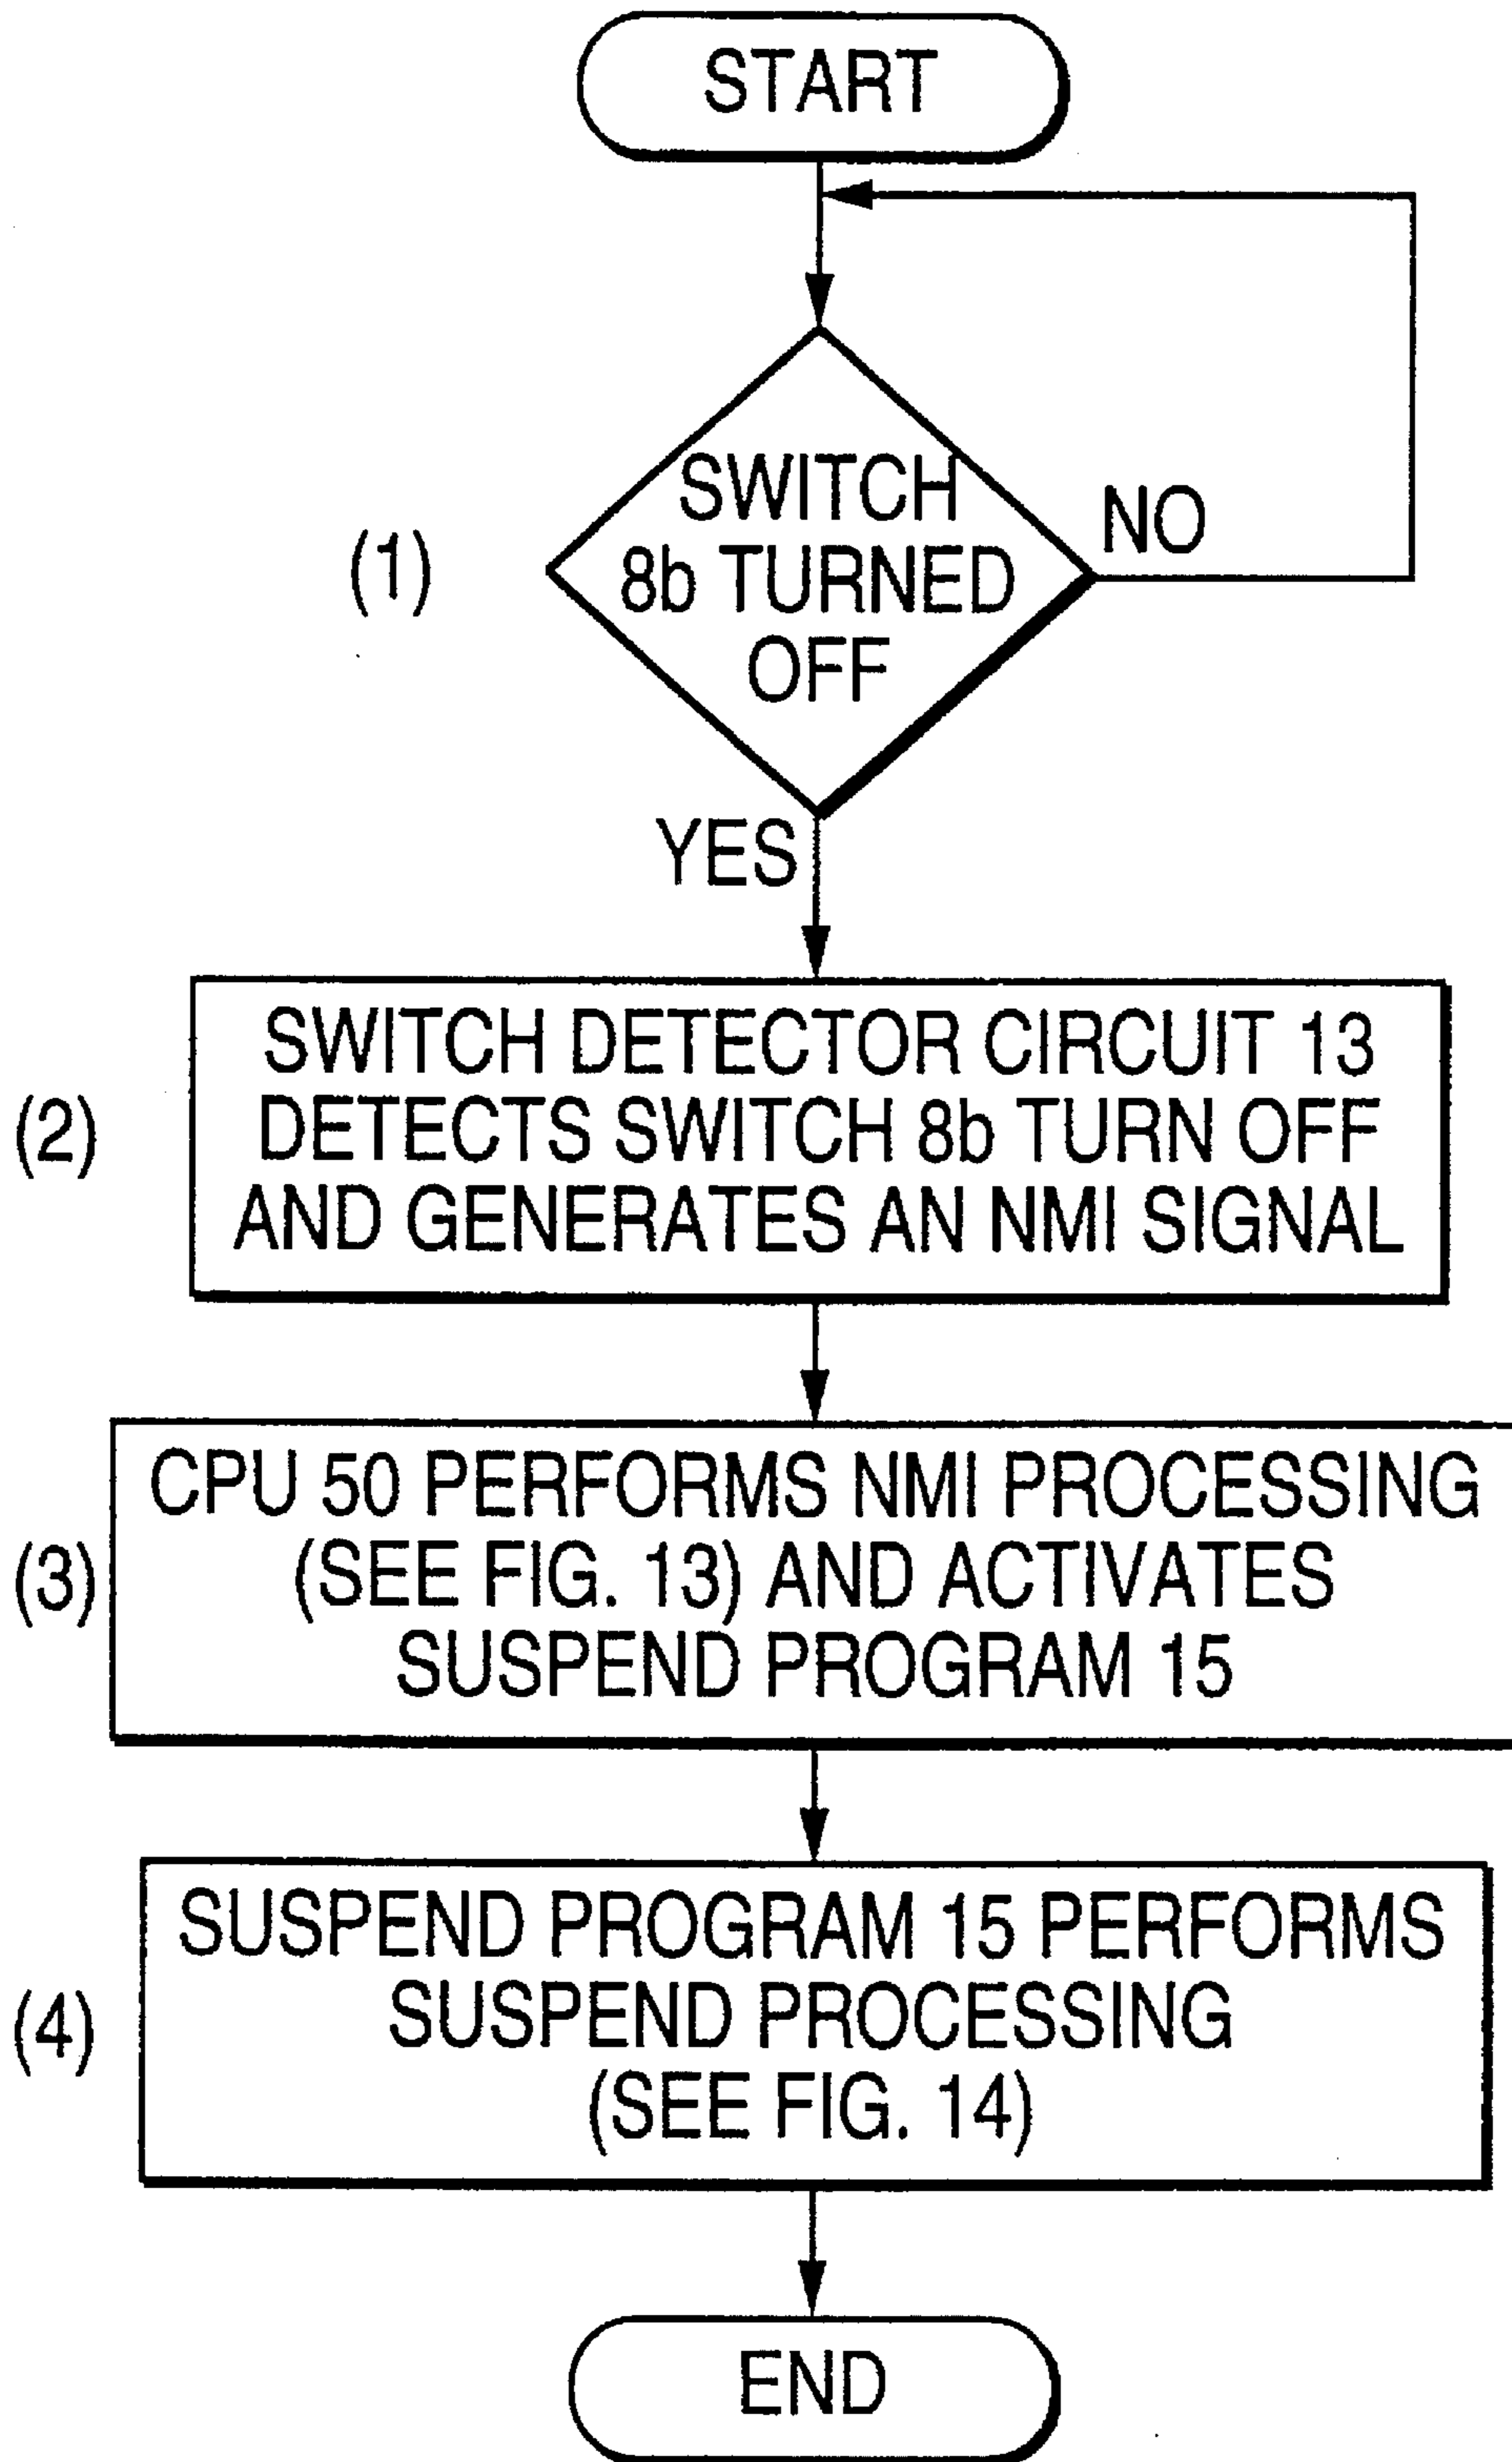 START
SWITCH
8b TURNED
OFF
(1)
NO
YES
(2)
SWITCH DETECTOR CIRCUIT 13
DETECTS SWITCH 8b TURN OFF
AND GENERATES AN NMI SIGNAL
(3)
CPU 50 PERFORMS NMI PROCESSING
(SEE FIG. 13) AND ACTIVATES
SUSPEND PROGRAM 15
(4)
SUSPEND PROGRAM 15 PERFORMS
SUSPEND PROCESSING
(SEE FIG. 14)
END